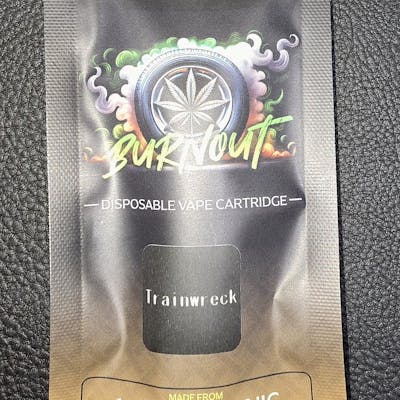 BURNOUT
— DISPOSABLE VAPE CARTRIDGE —
Trainwreck
MADE FROM